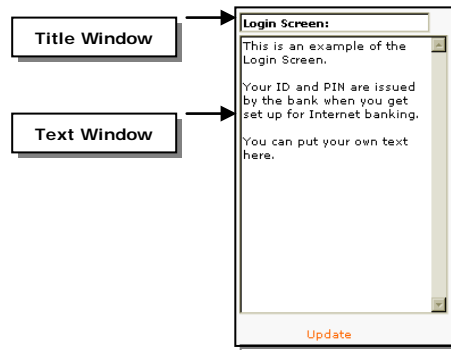 Title Window
Login Screen:
Text Window
This is an example of the
Login Screen.
Your ID and PIN are issued
by the bank when you get
set up for Internet banking.
You can put your own text
here.
Update